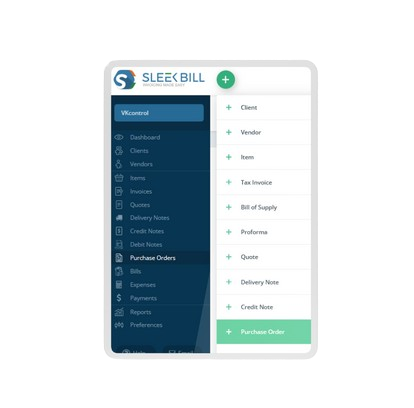 SLEEK BILL
INVOICING MADE EASY
VKcontrol
Dashboard
Clients
Vendors
Items
Invoices
Quotes
Delivery Notes
Credit Notes
Debit Notes
Purchase Orders
Bills
Expenses
Payments
Reports
Preferences
Help
Client
Vendor
Item
Tax Invoice
Bill of Supply
Proforma
Quote
Delivery Note
Credit Note
Purchase Order